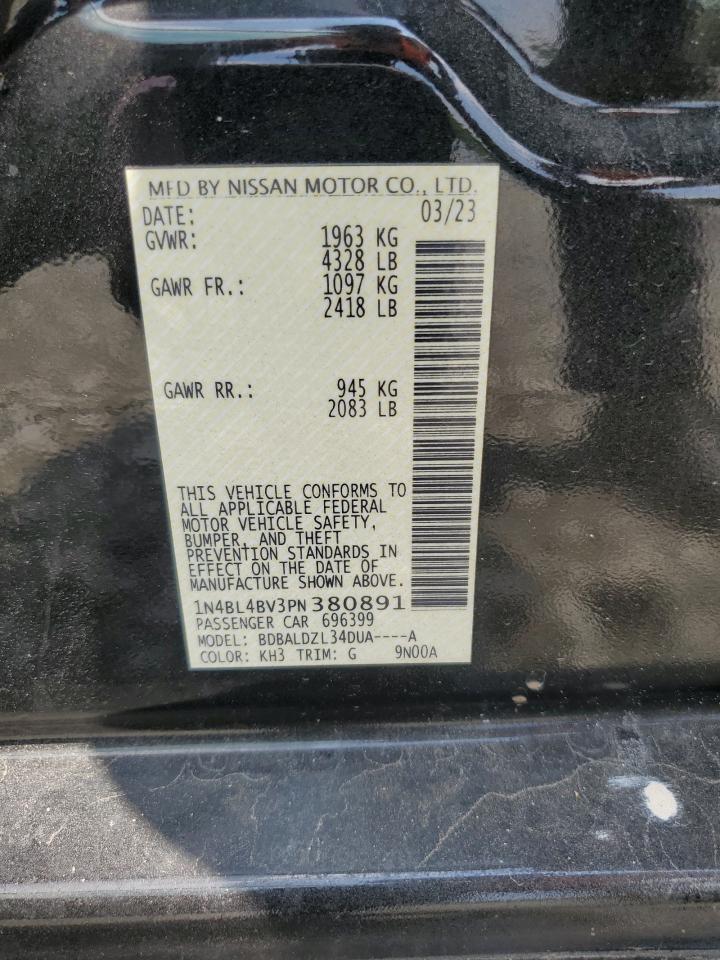 MFD BY NISSAN MOTOR CO., LTD.
DATE: 03/23
GVWR: 1963 KG
4328 LB
GAWR FR.: 1097 KG
2418 LB
GAWR RR.: 945 KG
2083 LB
THIS VEHICLE CONFORMS TO
ALL APPLICABLE FEDERAL
MOTOR VEHICLE SAFETY,
BUMPER, AND THEFT
PREVENTION STANDARDS IN
EFFECT ON THE DATE OF
MANUFACTURE SHOWN ABOVE.
1N4BL4BV3PN380891
PASSENGER CAR 696399
MODEL: BDBALDZL34DUA----A
COLOR: KH3 TRIM: G 9N00A